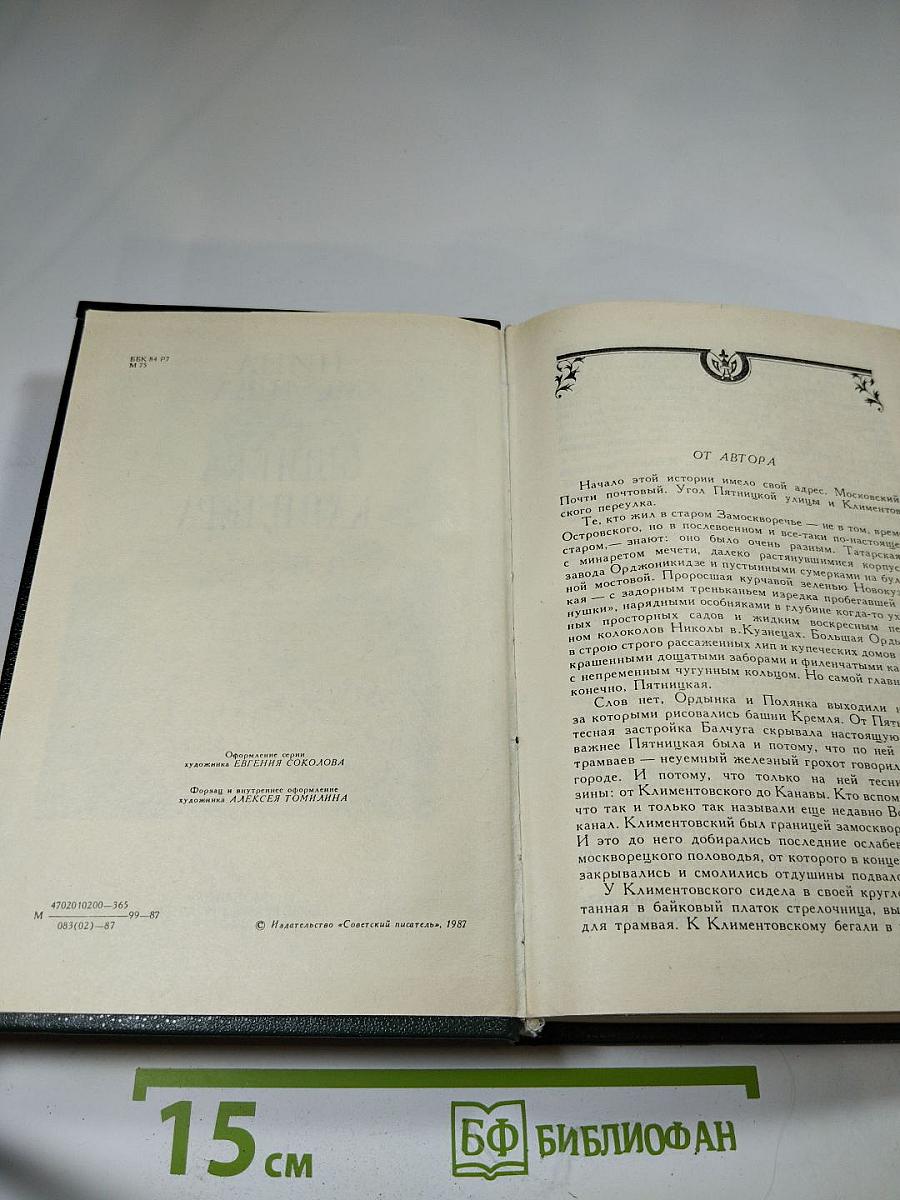 ББК 84 Р7
М 75
Оформление серии
художника ЕВГЕНИЯ СОКОЛОВА
Форзац и внутреннее оформление
художника АЛЕКСЕЯ ТОМИЛИНА
4702010200—365
М ————— —99—87
083(02)—87
© Издательство «Советский писатель», 1987
ОТ АВТОРА
Начало этой истории имело свой адрес. Московский
Почти почтовый. Угол Пятницкой улицы и Климентов
ского переулка.
Те, кто жил в старом Замоскворечье — не в том, врем
Островского, но в послевоенном и все-таки по-настояще
старом,— знают: оно было очень разным. Татарская
с минаретом мечети, далеко растянувшимися корпус
завода Орджоникидзе и пустынными сумерками на бул
ной мостовой. Проросшая курчавой зеленью Новокуз
кая — с задорным треньканьем изредка пробегавшей
нушки», нарядными особняками в глубине когда-то ух
ных просторных садов и жидким воскресным пе
ном колоколов Николы в Кузнецах. Большая Орды
в строю строго рассаженных лип и купеческих домов
крашенными дощатыми заборами и филенчатыми ка
с непременным чугунным кольцом. Но самой главн
конечно, Пятницкая.
Слов нет, Ордынка и Полянка выходили н
за которыми рисовались башни Кремля. От Пятн
тесная застройка Балчуга скрывала настоящую
важнее Пятницкая была и потому, что по ней
трамваев — неуемный железный грохот говорил
городе. И потому, что только на ней тесни
зины: от Климентовского до Канавы. Кто вспом
что так и только так называли еще недавно Во
канал. Климентовский был границей замосквор
И это до него добирались последние ослабев
москворецкого половодья, от которого в конце
закрывались и смолились отдушины подвало
У Климентовского сидела в своей кругло
танная в байковый платок стрелочница, вы
для трамвая. К Климентовскому бегали в
15 см
БФ БИБЛИОФАН